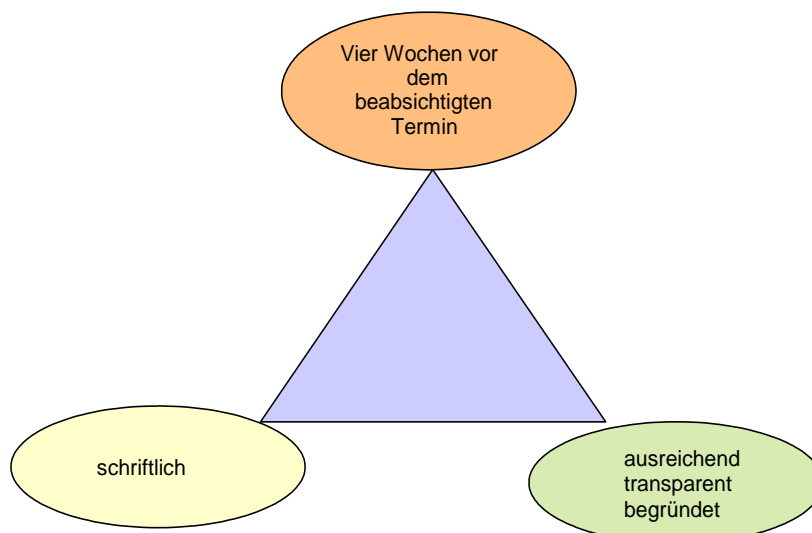 Vier Wochen vor
dem
beabsichtigten
Termin
schriftlich
ausreichend
transparent
begründet